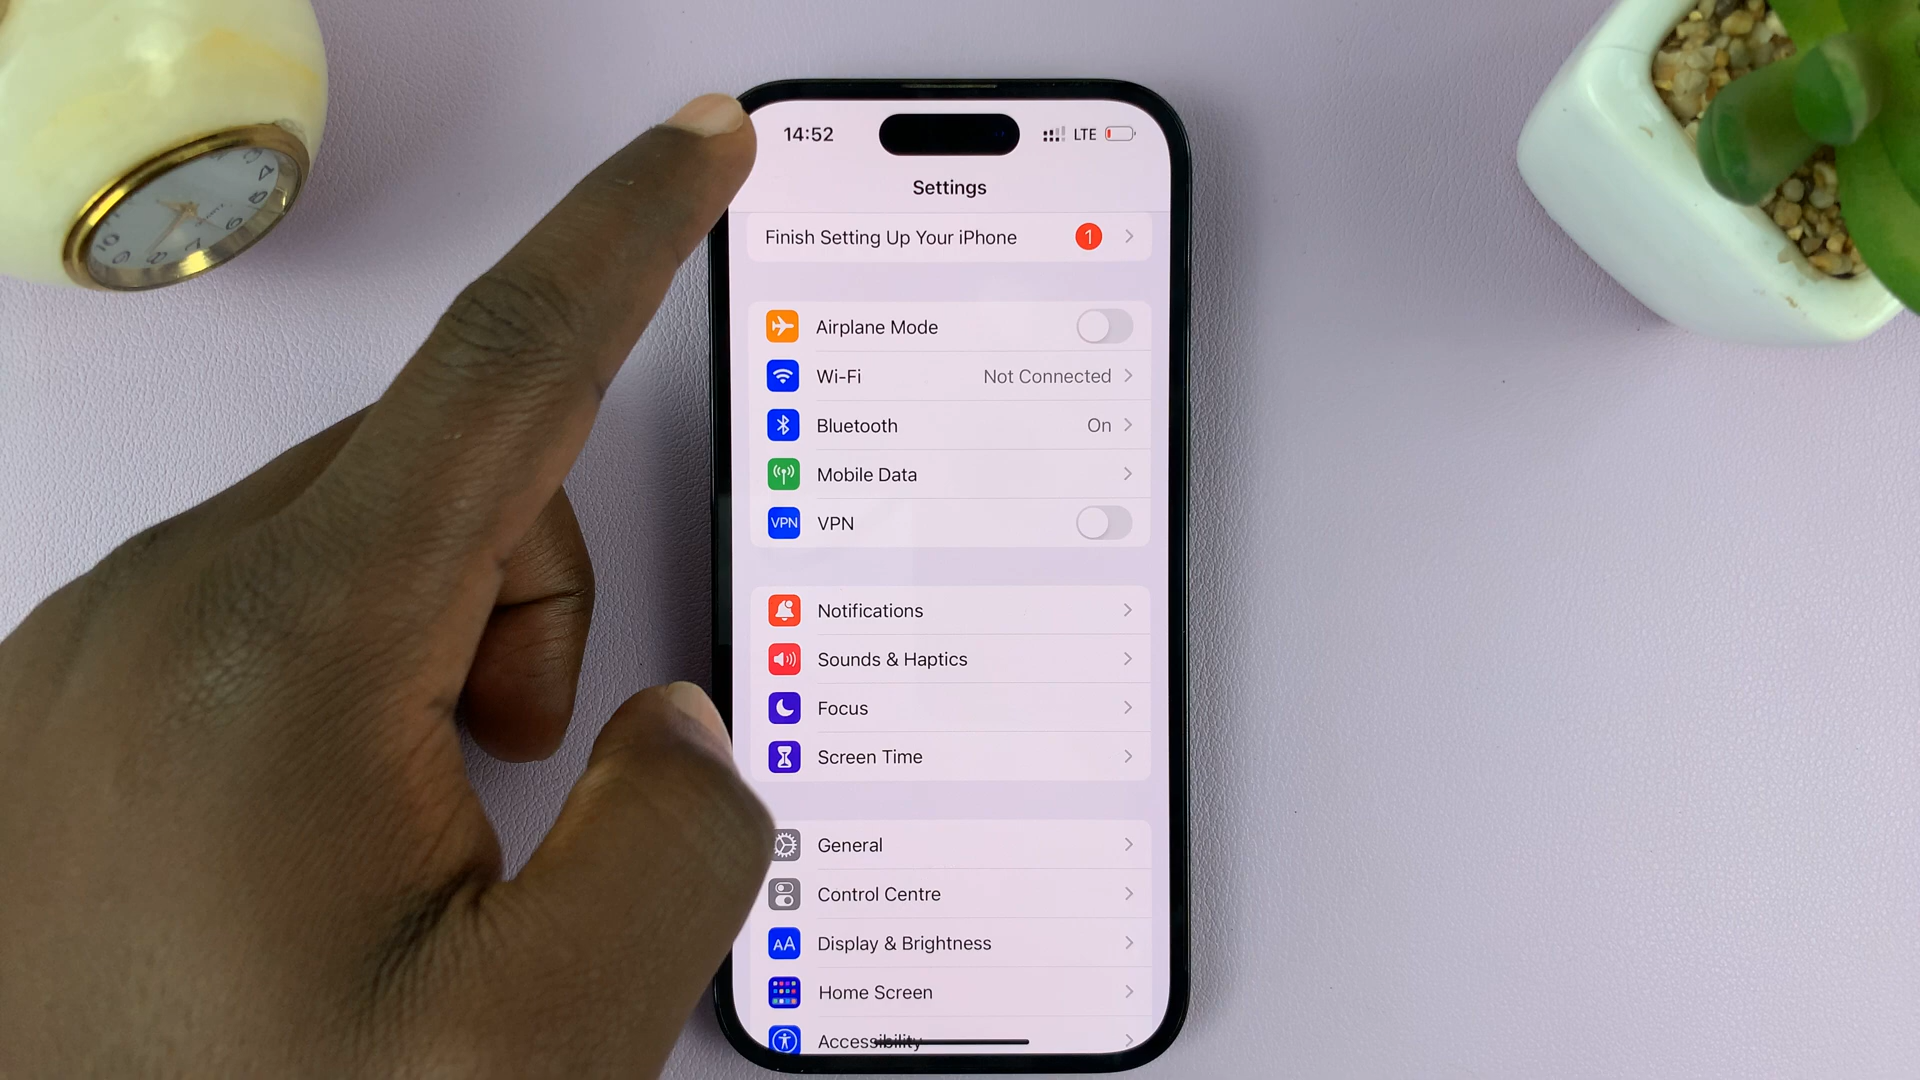 14:52 LTE
Settings
Finish Setting Up Your iPhone 1
Airplane Mode
Wi-Fi Not Connected
Bluetooth On
Mobile Data
VPN VPN
Notifications
Sounds & Haptics
Focus
Screen Time
General
Control Centre
AA Display & Brightness
Home Screen
Accessibility